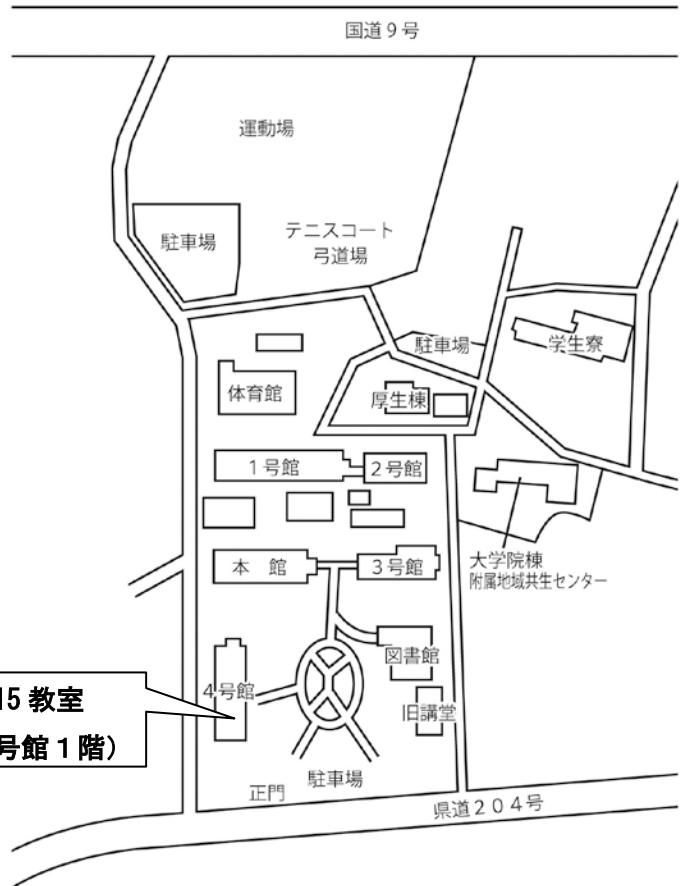 国道９号
運動場
テニスコート
弓道場
駐車場
駐車場
学生寮
体育館
厚生棟
１号館
２号館
本 館
３号館
大学院棟
附属地域共生センター
図書館
４号館
旧講堂
15 教室
号館 1 階）
駐車場
正門
県道２０４号